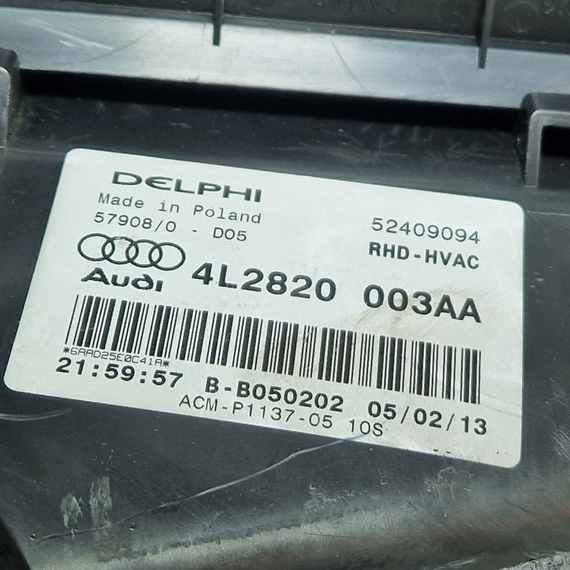 DELPHI
Made in Poland
57908/0 - D05
52409094
RHD-HVAC
Audi 4L2820 003AA
*6AAD25E0C41A*
21:59:57 B-B050202 05/02/13
ACM-P1137-05 10S